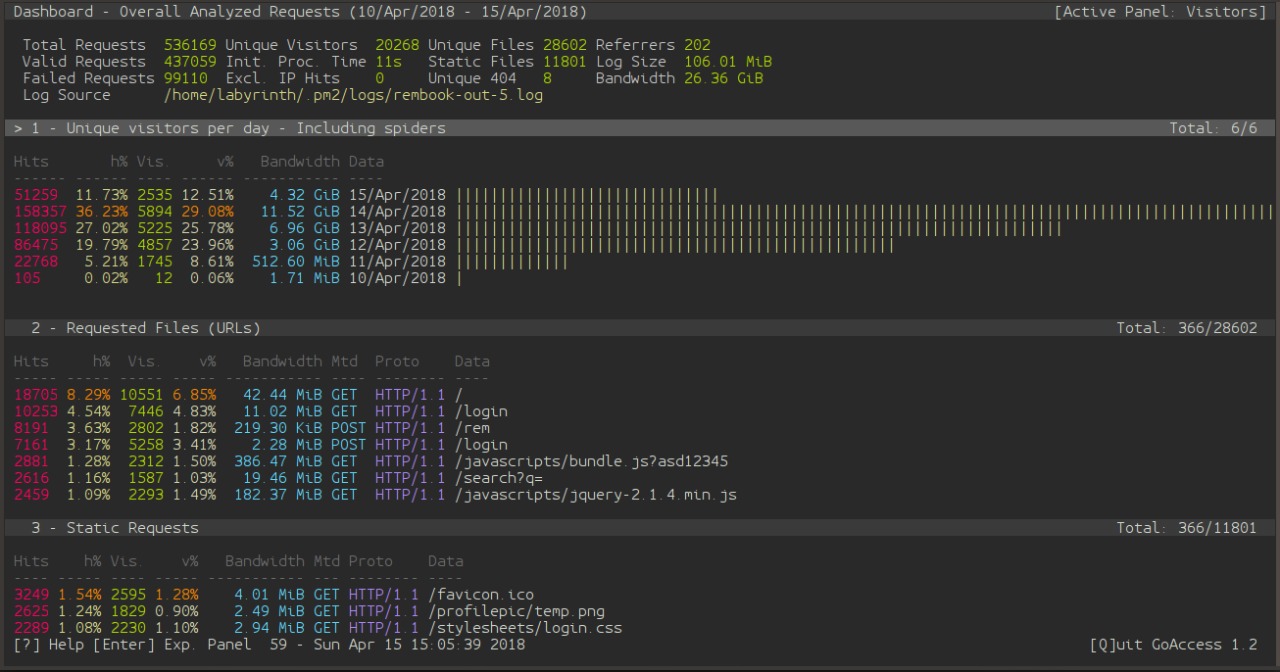 Dashboard - Overall Analyzed Requests (10/Apr/2018 - 15/Apr/2018) [Active Panel: Visitors]
Total Requests 536169 Unique Visitors 20268 Unique Files 28602 Referrers 202
Valid Requests 437059 Init. Proc. Time 11s Static Files 11801 Log Size 106.01 MiB
Failed Requests 99110 Excl. IP Hits 0 Unique 404 8 Bandwidth 26.36 GiB
Log Source /home/labyrinth/.pm2/logs/rembook-out-5.log
> 1 - Unique visitors per day - Including spiders Total: 6/6
Hits h% Vis. v% Bandwidth Data
51259 11.73% 2535 12.51% 4.32 GiB 15/Apr/2018
158357 36.23% 5894 29.08% 11.52 GiB 14/Apr/2018
118095 27.02% 5225 25.78% 6.96 GiB 13/Apr/2018
86475 19.79% 4857 23.96% 3.06 GiB 12/Apr/2018
22768 5.21% 1745 8.61% 512.60 MiB 11/Apr/2018
105 0.02% 12 0.06% 1.71 MiB 10/Apr/2018
2 - Requested Files (URLs) Total: 366/28602
Hits h% Vis. v% Bandwidth Mtd Proto Data
18705 8.29% 10551 6.85% 42.44 MiB GET HTTP/1.1 /
10253 4.54% 7446 4.83% 11.02 MiB GET HTTP/1.1 /login
8191 3.63% 2802 1.82% 219.30 KiB POST HTTP/1.1 /rem
7161 3.17% 5258 3.41% 2.28 MiB POST HTTP/1.1 /login
2881 1.28% 2312 1.50% 386.47 MiB GET HTTP/1.1 /javascripts/bundle.js?asd12345
2616 1.16% 1587 1.03% 19.46 MiB GET HTTP/1.1 /search?q=
2459 1.09% 2293 1.49% 182.37 MiB GET HTTP/1.1 /javascripts/jquery-2.1.4.min.js
3 - Static Requests Total: 366/11801
Hits h% Vis. v% Bandwidth Mtd Proto Data
3249 1.54% 2595 1.28% 4.01 MiB GET HTTP/1.1 /favicon.ico
2625 1.24% 1829 0.90% 2.49 MiB GET HTTP/1.1 /profilepic/temp.png
2289 1.08% 2230 1.10% 2.94 MiB GET HTTP/1.1 /stylesheets/login.css
[?] Help [Enter] Exp. Panel 59 - Sun Apr 15 15:05:39 2018 [Q]uit GoAccess 1.2